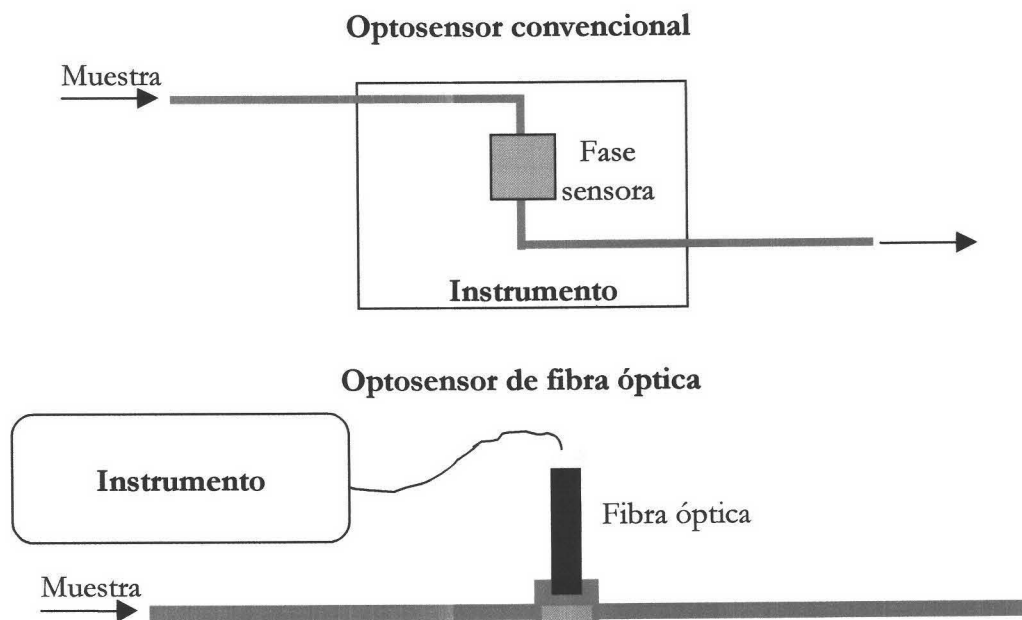 Optosensor convencional
Muestra
Fase
sensora
Instrumento
Optosensor de fibra óptica
Instrumento
Fibra óptica
Muestra